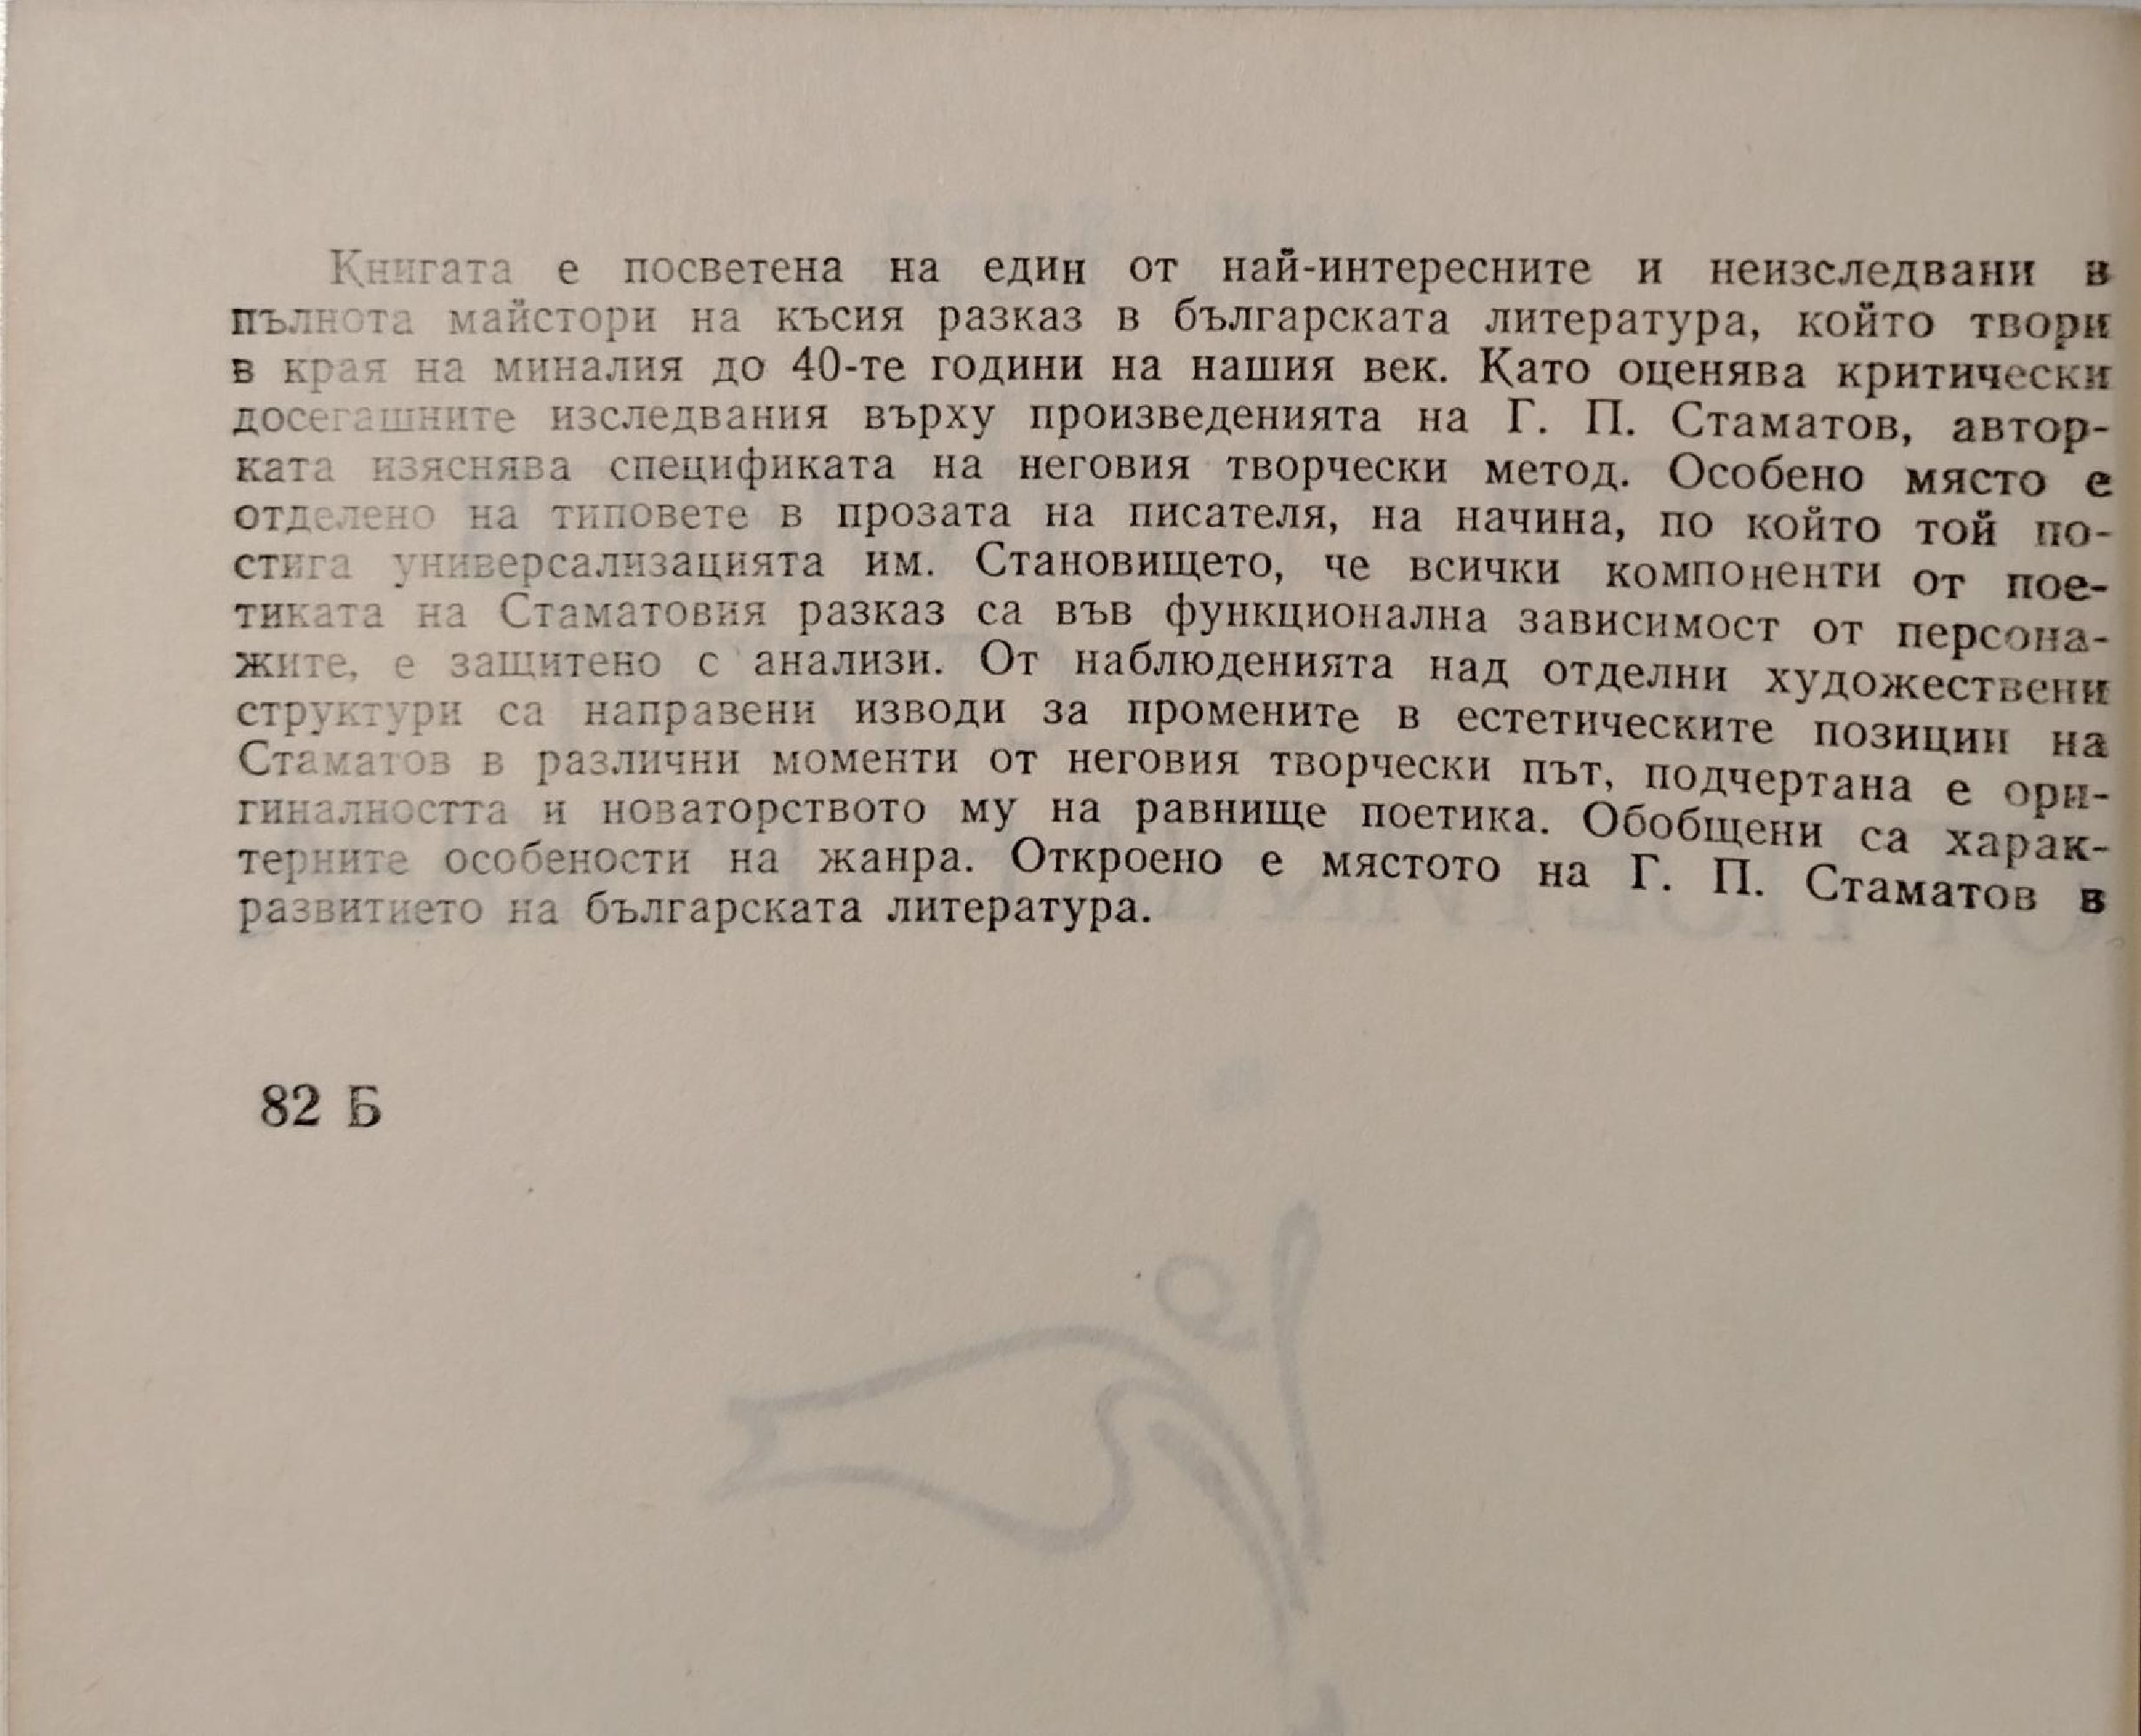 Книгата е посветена на един от най-интересните и неизследвани в
пълнота майстори на късия разказ в българската литература, който твори
в края на миналия до 40-те години на нашия век. Като оценява критически
досегашните изследвания върху произведенията на Г. П. Стаматов, автор-
ката изяснява спецификата на неговия творчески метод. Особено място е
отделено на типовете в прозата на писателя, на начина, по който той по-
стига универсализацията им. Становището, че всички компоненти от пое-
тиката на Стаматовия разказ са във функционална зависимост от персона-
жите, е защитено с анализи. От наблюденията над отделни художествени
структури са направени изводи за промените в естетическите позиции на
Стаматов в различни моменти от неговия творчески път, подчертана е ори-
гиналността и новаторството му на равнище поетика. Обобщени са харак-
терните особености на жанра. Откроено е мястото на Г. П. Стаматов в
развитието на българската литература.
82 Б